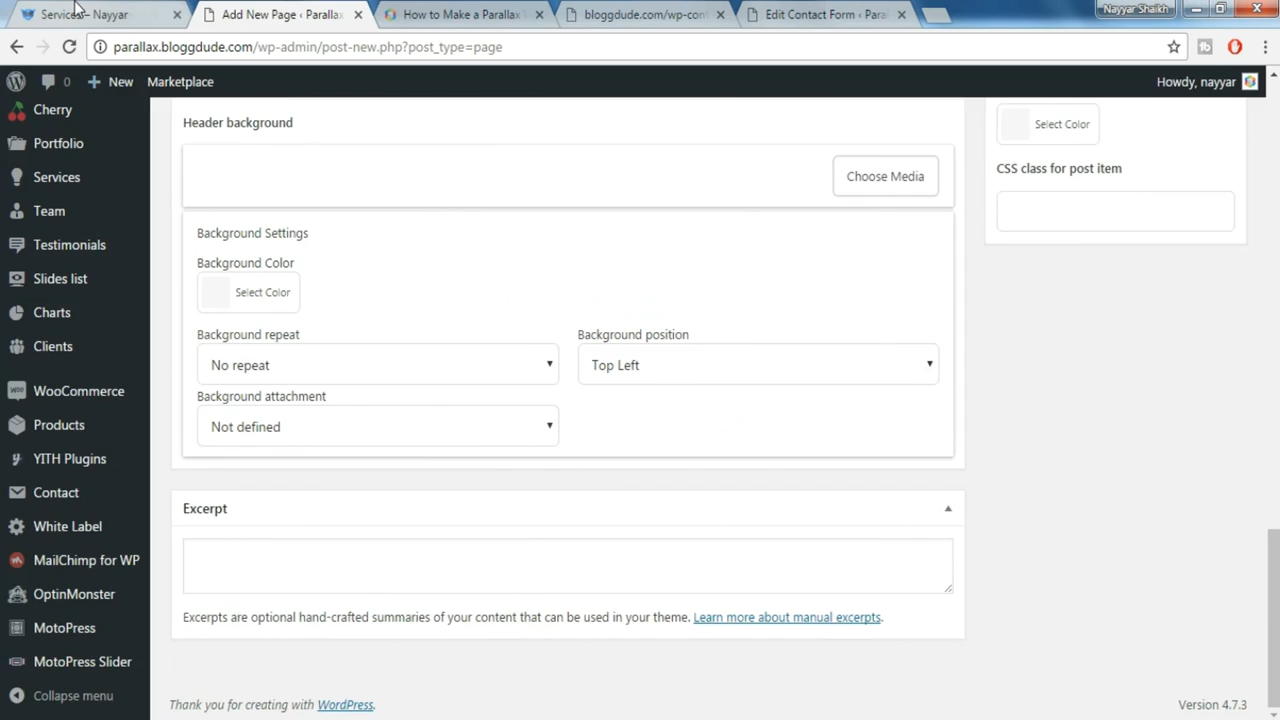 Services - Nayyar
Add New Page ‹ Parallax
How to Make a Parallax
bloggdude.com/wp-con
Edit Contact Form ‹ Para
Nayyar Shaikh
parallax.bloggdude.com/wp-admin/post-new.php?post_type=page
0
New
Marketplace
Howdy, nayyar
Cherry
Portfolio
Services
Team
Testimonials
Slides list
Charts
Clients
Woo
WooCommerce
Products
YITH Plugins
Contact
White Label
MailChimp for WP
OptinMonster
MotoPress
MotoPress Slider
Collapse menu
Header background
Choose Media
Background Settings
Background Color
Select Color
Background repeat
Background position
No repeat
Top Left
Background attachment
Not defined
Excerpt
Excerpts are optional hand-crafted summaries of your content that can be used in your theme. Learn more about manual excerpts.
Select Color
CSS class for post item
Thank you for creating with WordPress.
Version 4.7.3